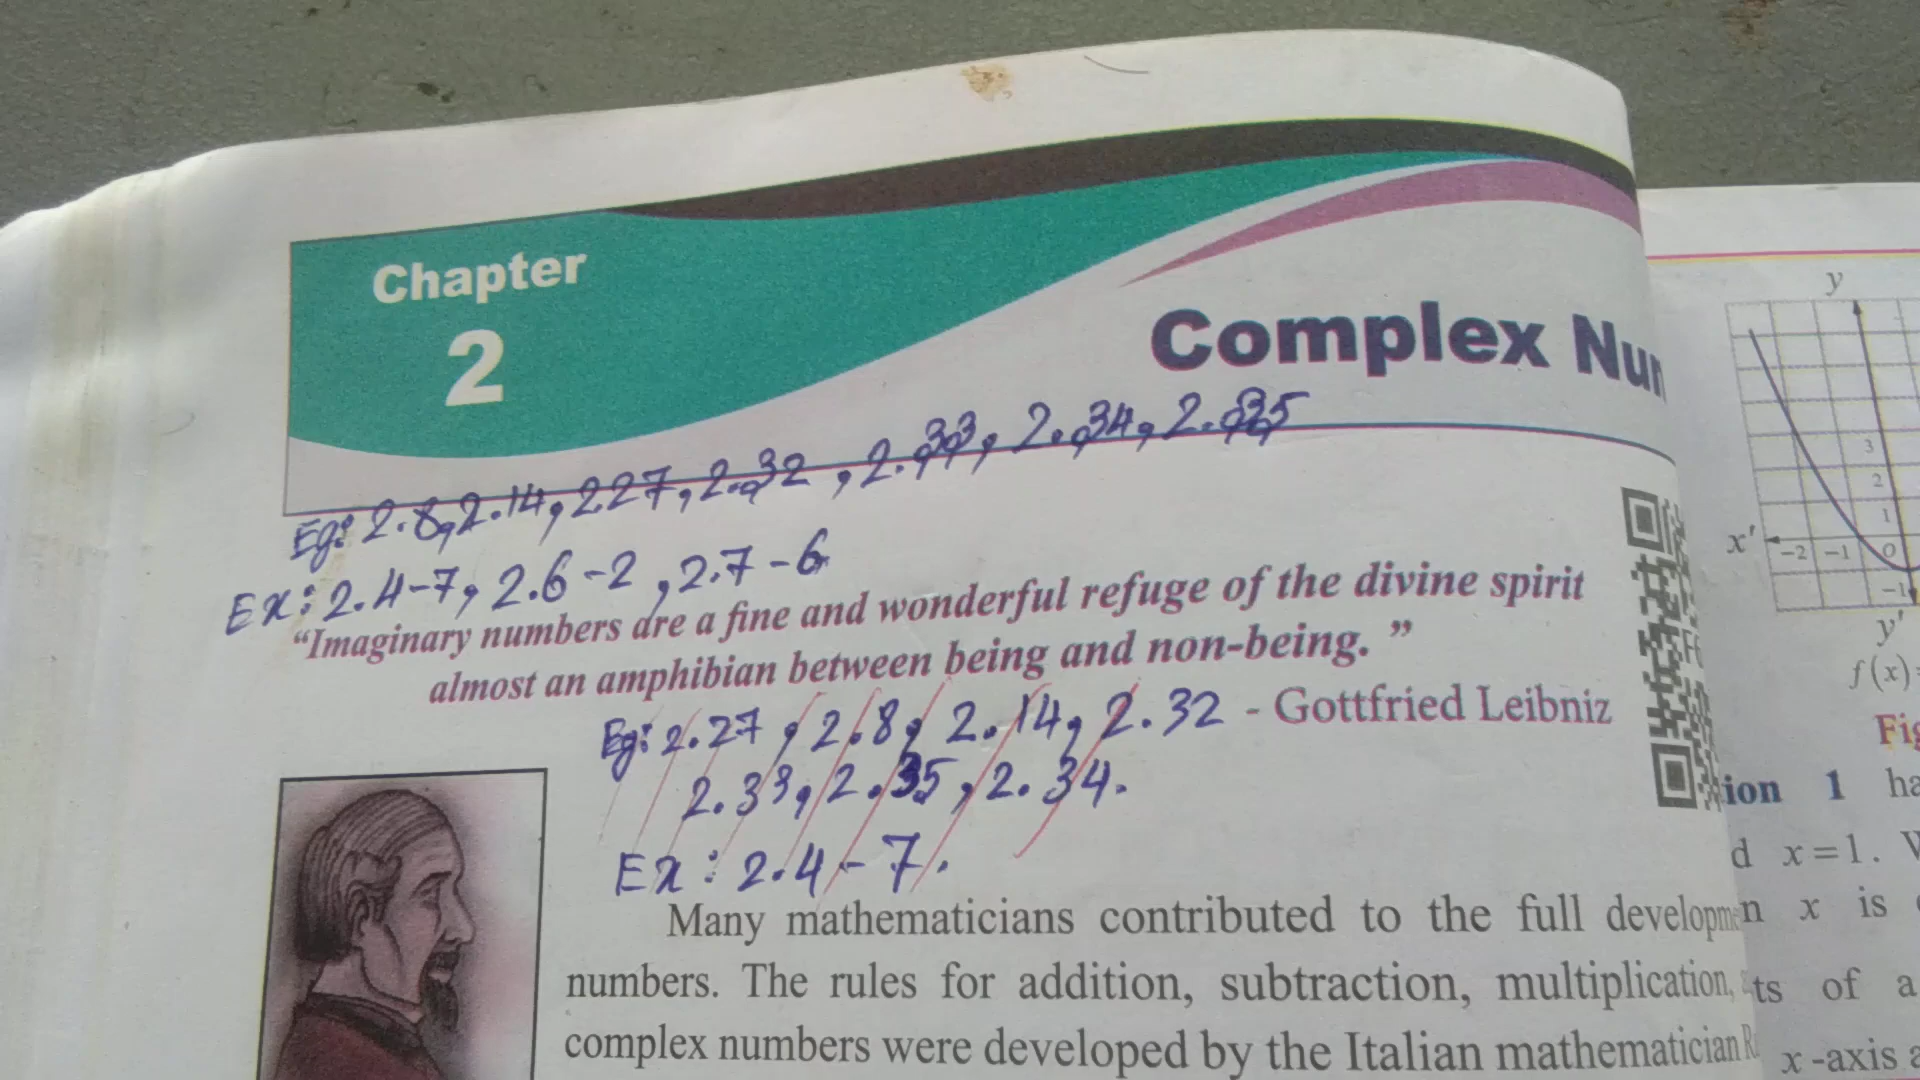 Chapter
2
Complex Nu
Eg: 2.8, 2.14, 2.27, 2.32, 2.33, 2.34, 2.35
Ex: 2.4-7, 2.6-2, 2.7-6
“Imaginary numbers are a fine and wonderful refuge of the divine spirit
almost an amphibian between being and non-being. ”
Eg: 2.27, 2.8, 2.14, 2.32 - Gottfried Leibniz
2.33, 2.35, 2.34.
Ex: 2.4-7.
Many mathematicians contributed to the full developm
numbers. The rules for addition, subtraction, multiplication,
complex numbers were developed by the Italian mathematician R
y
3
2
1
x′ -2 -1 O
-1
y′
f(x)
Fig
ion 1 ha
d x=1. W
n x is
ts of a
x-axis a